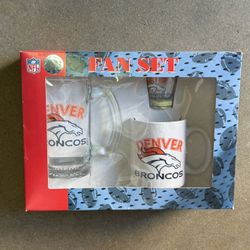 NFL
FAN SET
DENVER
BRONCOS
DENVER
BRONCOS